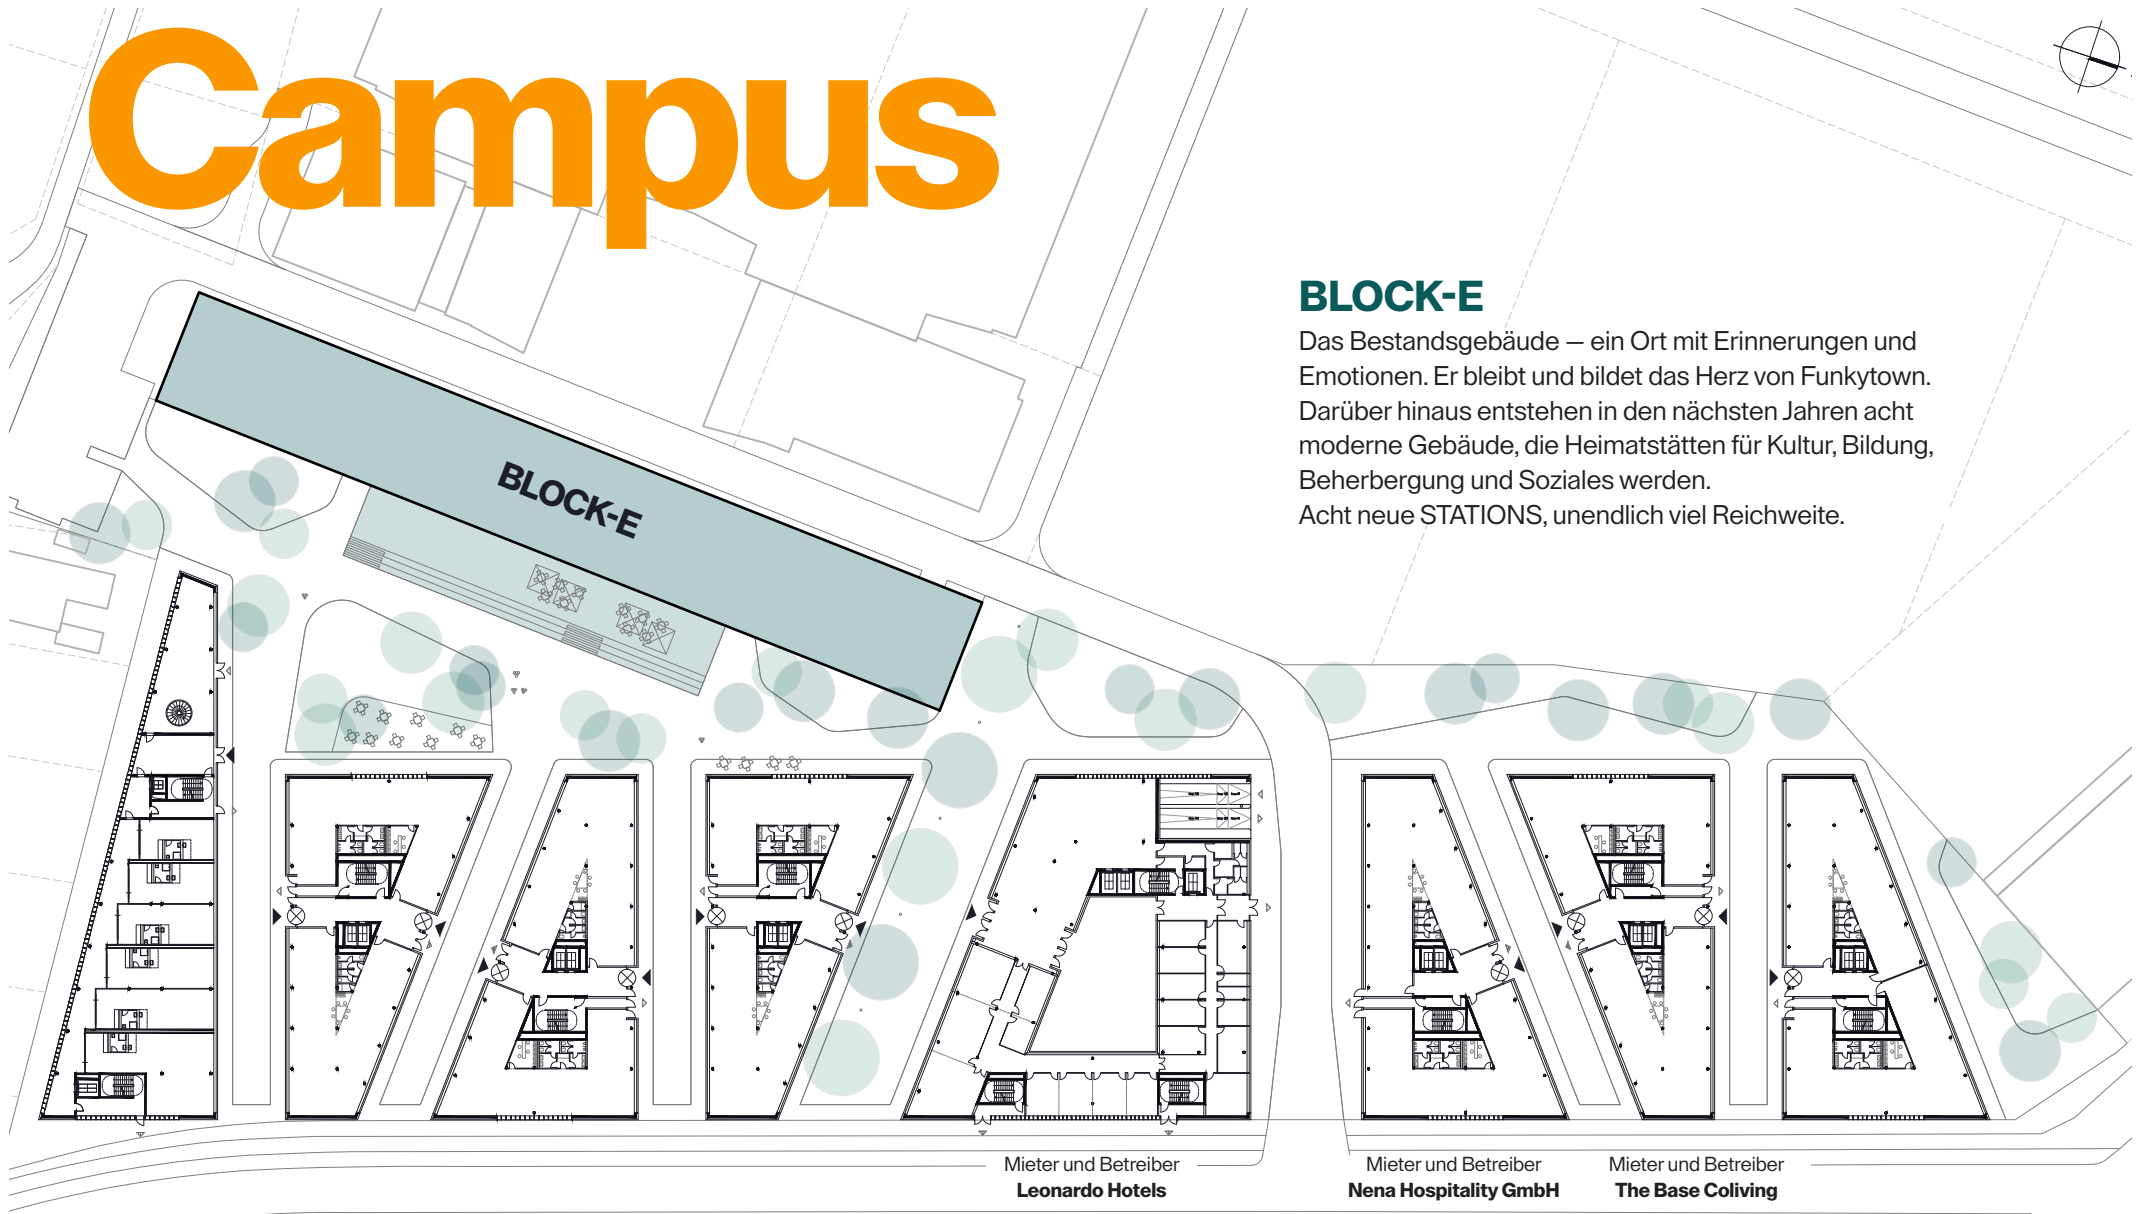 Campus
BLOCK-E
Das Bestandsgebäude — ein Ort mit Erinnerungen und
Emotionen. Er bleibt und bildet das Herz von Funkytown.
Darüber hinaus entstehen in den nächsten Jahren acht
moderne Gebäude, die Heimatstätten für Kultur, Bildung,
Beherbergung und Soziales werden.
Acht neue STATIONS, unendlich viel Reichweite.
BLOCK-E
Mieter und Betreiber
Leonardo Hotels
Mieter und Betreiber
Nena Hospitality GmbH
Mieter und Betreiber
The Base Coliving